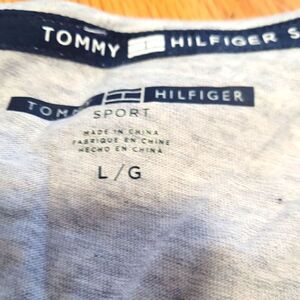 TOMMY HILFIGER S
TOMMY HILFIGER
SPORT
MADE IN CHINA
FABRIQUE EN CHINE
HECHO EN CHINA
L/G